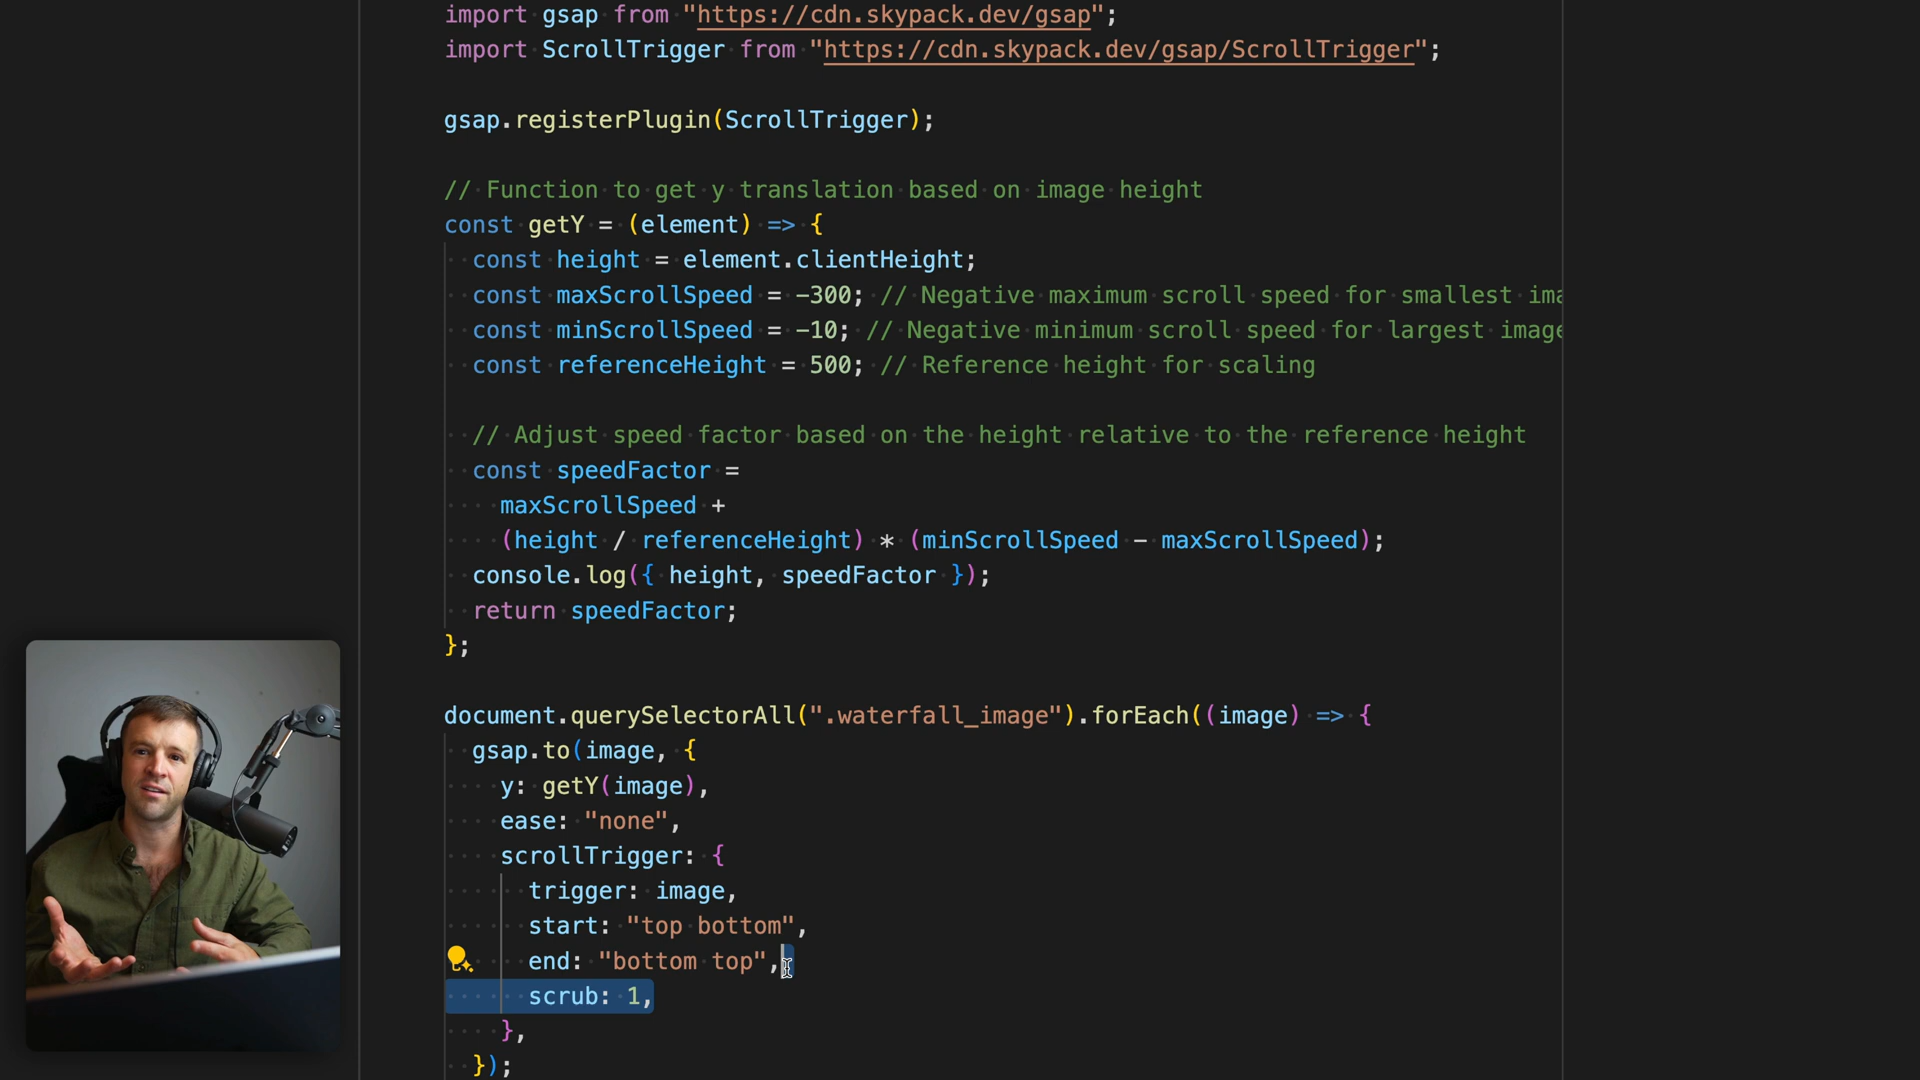 import gsap from "https://cdn.skypack.dev/gsap";
import ScrollTrigger from "https://cdn.skypack.dev/gsap/ScrollTrigger";
gsap.registerPlugin(ScrollTrigger);
// Function to get y translation based on image height
const getY = (element) => {
const height = element.clientHeight;
const maxScrollSpeed = -300; // Negative maximum scroll speed for smallest ima
const minScrollSpeed = -10; // Negative minimum scroll speed for largest image
const referenceHeight = 500; // Reference height for scaling
// Adjust speed factor based on the height relative to the reference height
const speedFactor =
maxScrollSpeed +
(height / referenceHeight) * (minScrollSpeed - maxScrollSpeed);
console.log({ height, speedFactor });
return speedFactor;
};
document.querySelectorAll(".waterfall_image").forEach((image) => {
gsap.to(image, {
y: getY(image),
ease: "none",
scrollTrigger: {
trigger: image,
start: "top bottom",
end: "bottom top",
scrub: 1,
},
});